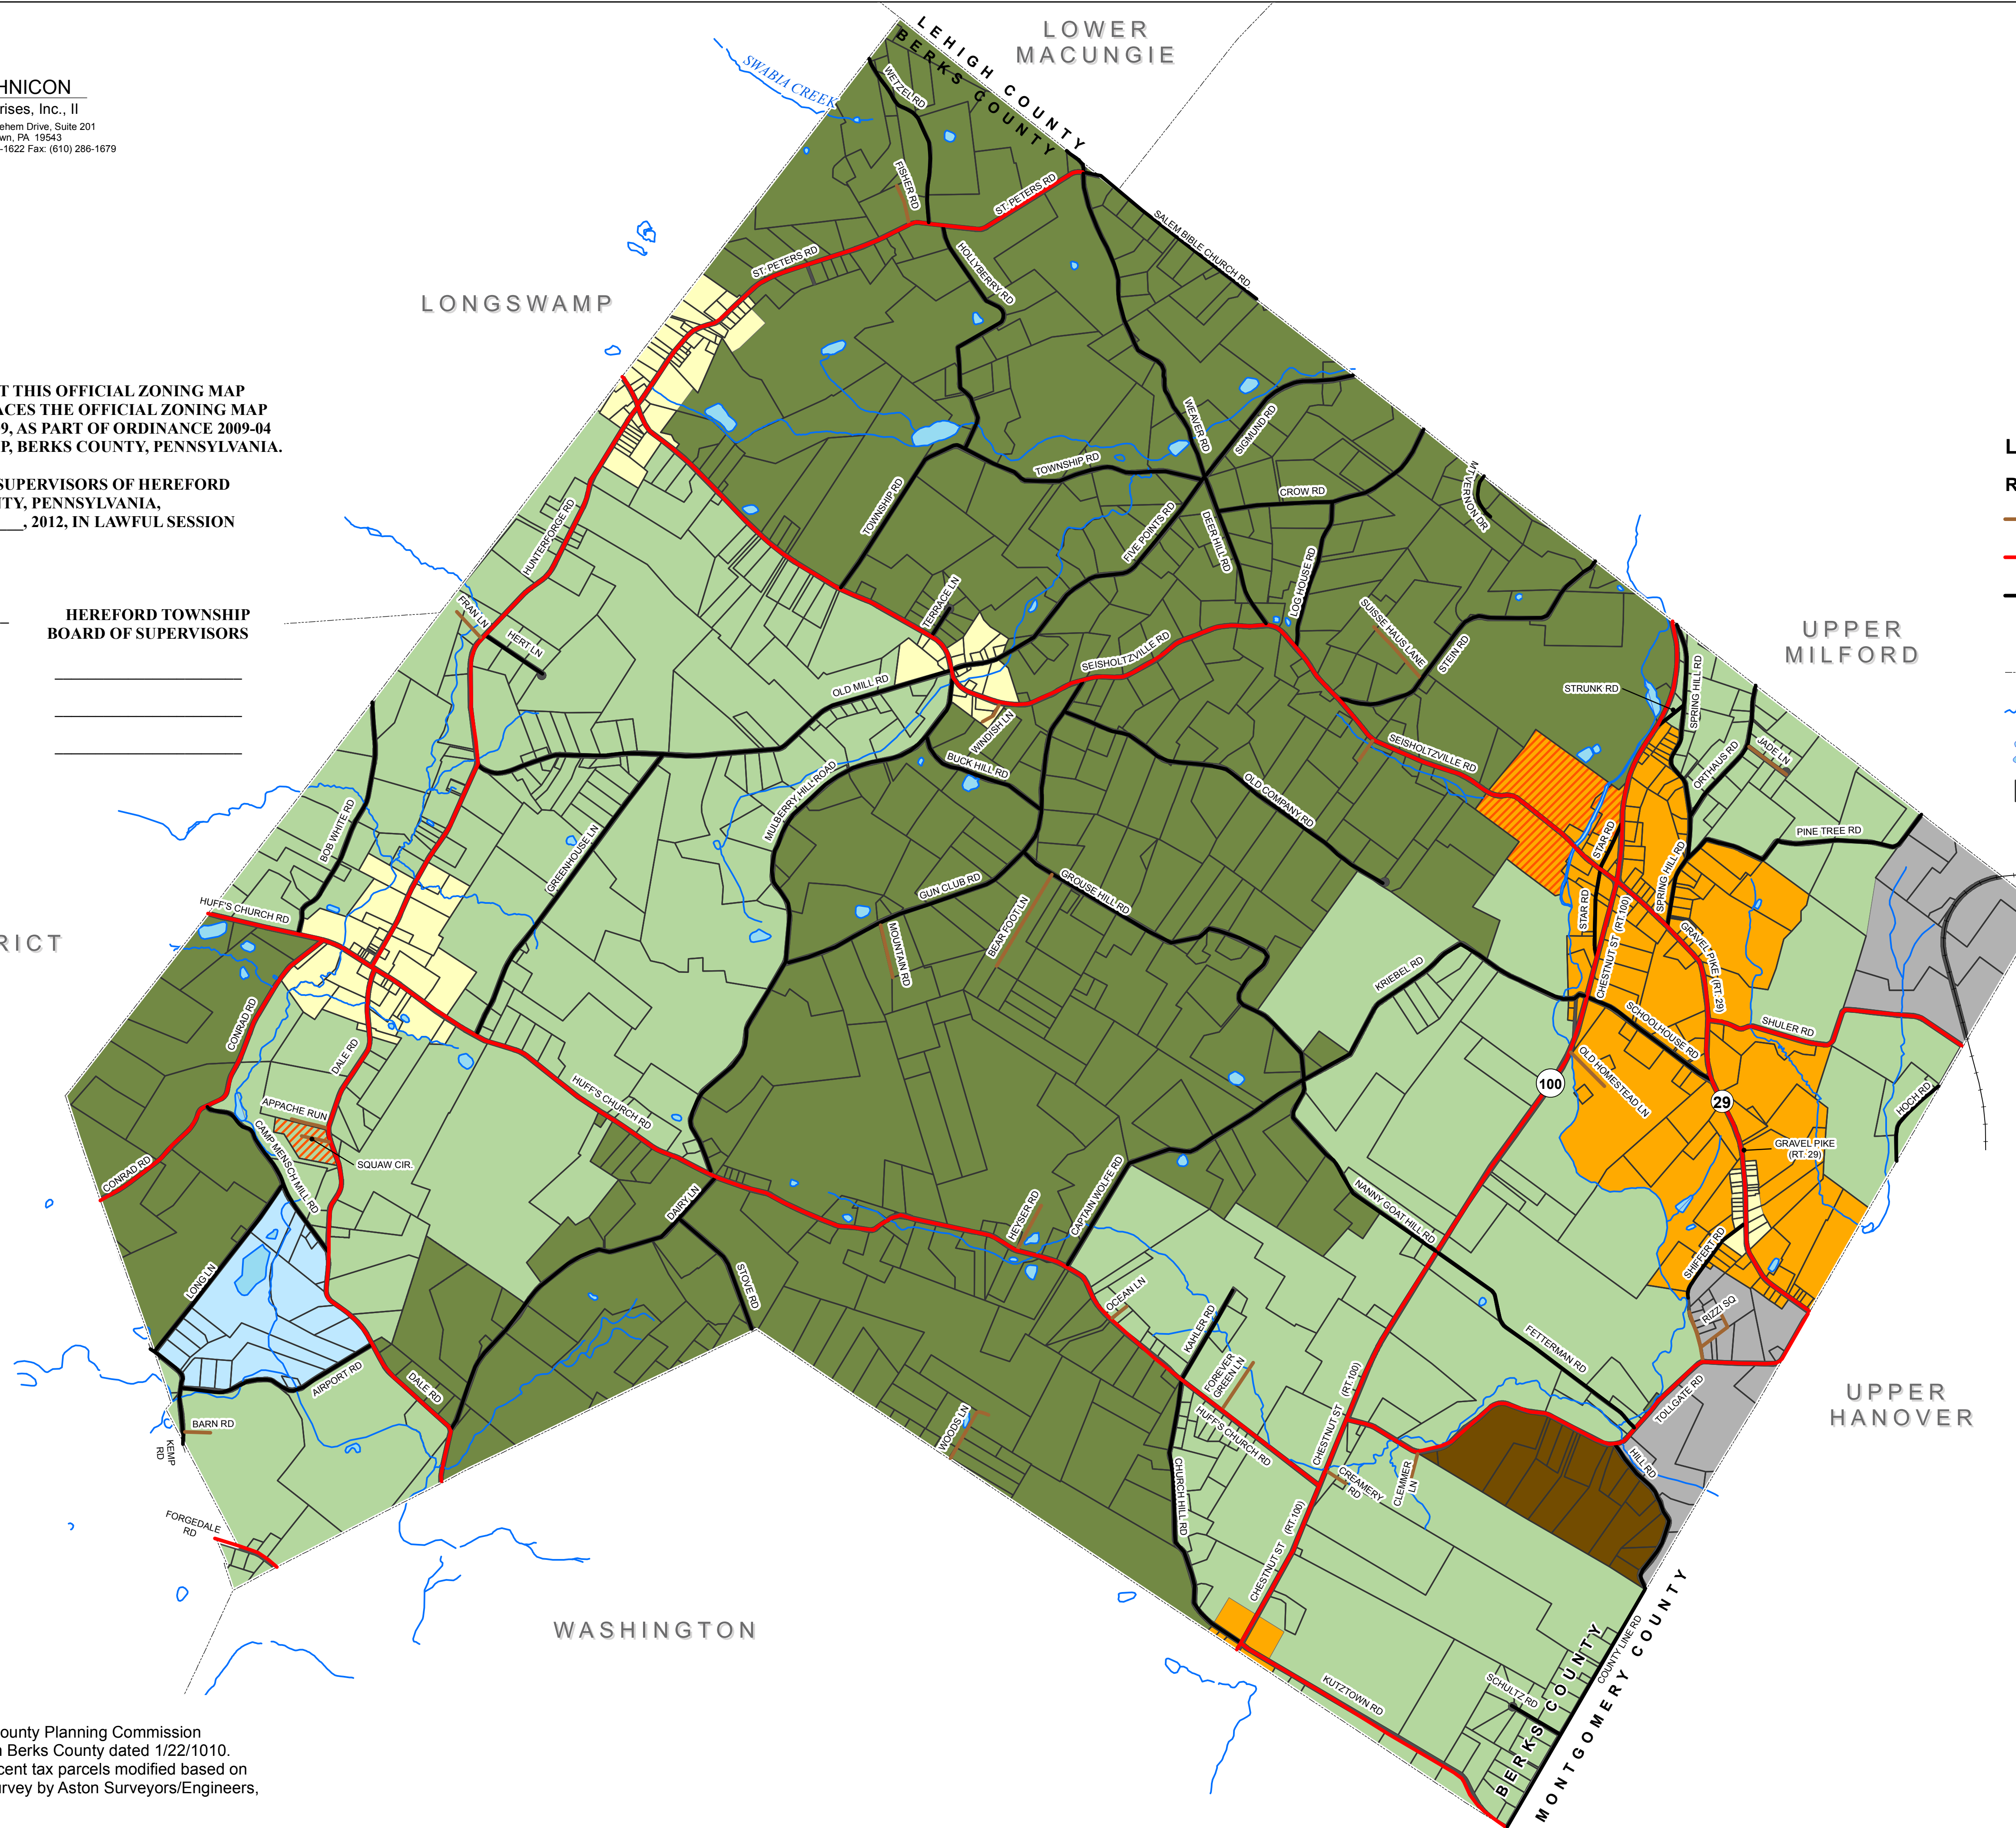 HNICON
rises, Inc., II
ehem Drive, Suite 201
wn, PA 19543
-1622 Fax: (610) 286-1679
T THIS OFFICIAL ZONING MAP
ACES THE OFFICIAL ZONING MAP
9, AS PART OF ORDINANCE 2009-04
P, BERKS COUNTY, PENNSYLVANIA.
SUPERVISORS OF HEREFORD
NTY, PENNSYLVANIA,
___, 2012, IN LAWFUL SESSION
HEREFORD TOWNSHIP
BOARD OF SUPERVISORS
RICT
ounty Planning Commission
n Berks County dated 1/22/1010.
cent tax parcels modified based on
urvey by Aston Surveyors/Engineers,
LOWER
MACUNGIE
LEHIGH COUNTY
BERKS COUNTY
SWABIA CREEK
WETZEL RD
FISHER RD
ST. PETERS RD
ST. PETERS RD
SALEM BIBLE CHURCH RD.
HOLLYBERRY RD
LONGSWAMP
WEAVER RD
SIGMUND RD
TOWNSHIP RD
TOWNSHIP RD
CROW RD
MT VERNON DR
HUNTERFORGE RD
FIVE POINTS RD
DEER HILL RD
LOG HOUSE RD
L
R
FRAN LN
HERT LN
TERRACE LN
SUISSE HAUS LANE
STEIN RD
UPPER
MILFORD
SEISHOLTZVILLE RD
OLD MILL RD
WINDISH LN
STRUNK RD
SPRING HILL RD
ORTHAUS RD
JADE LN
BUCK HILL RD
SEISHOLTZVILLE RD
MULBERRY HILL ROAD
OLD COMPANY RD
BOB WHITE RD
GREENHOUSE LN
STAR RD
PINE TREE RD
SPRING HILL RD
HUFF'S CHURCH RD
GUN CLUB RD
GROUSE HILL RD
STAR RD
BEAR FOOT LN
MOUNTAIN RD
KRIEBEL RD
CHESTNUT ST (RT.100)
GRAVEL PIKE (RT. 29)
CONRAD RD
DALE RD
SCHOOLHOUSE RD
SHULER RD
OLD HOMESTEAD LN
100
29
HUFF'S CHURCH RD
APPACHE RUN
CAMP MENSCH MILL RD
SQUAW CIR.
HOCH RD
GRAVEL PIKE
(RT. 29)
CONRAD RD
DAIRY LN
HEYSER RD
CAPTAIN WOLFE RD
NANNY GOAT HILL RD
SHIFFERT RD
LONG LN
STOVE RD
OCEAN LN
KAHLER RD
RIZZI SQ
FOREVER
GREEN LN
FETTERMAN RD
AIRPORT RD
DALE RD
TOLLGATE RD
UPPER
HANOVER
BARN RD
KEMP
RD
WOODS LN
HUFF'S CHURCH RD
CHESTNUT ST (RT.100)
CREAMERY
RD
CLEMMER
LN
HILL RD
CHURCH HILL RD
FORGEDALE
RD
CHESTNUT ST (RT.100)
WASHINGTON
KUTZTOWN RD
SCHULTZ RD
COUNTY LINE RD
BERKS COUNTY
MONTGOMERY COUNTY